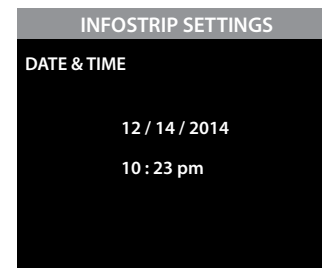 INFOSTRIP SETTINGS
DATE & TIME
12 / 14 / 2014
10 : 23 pm